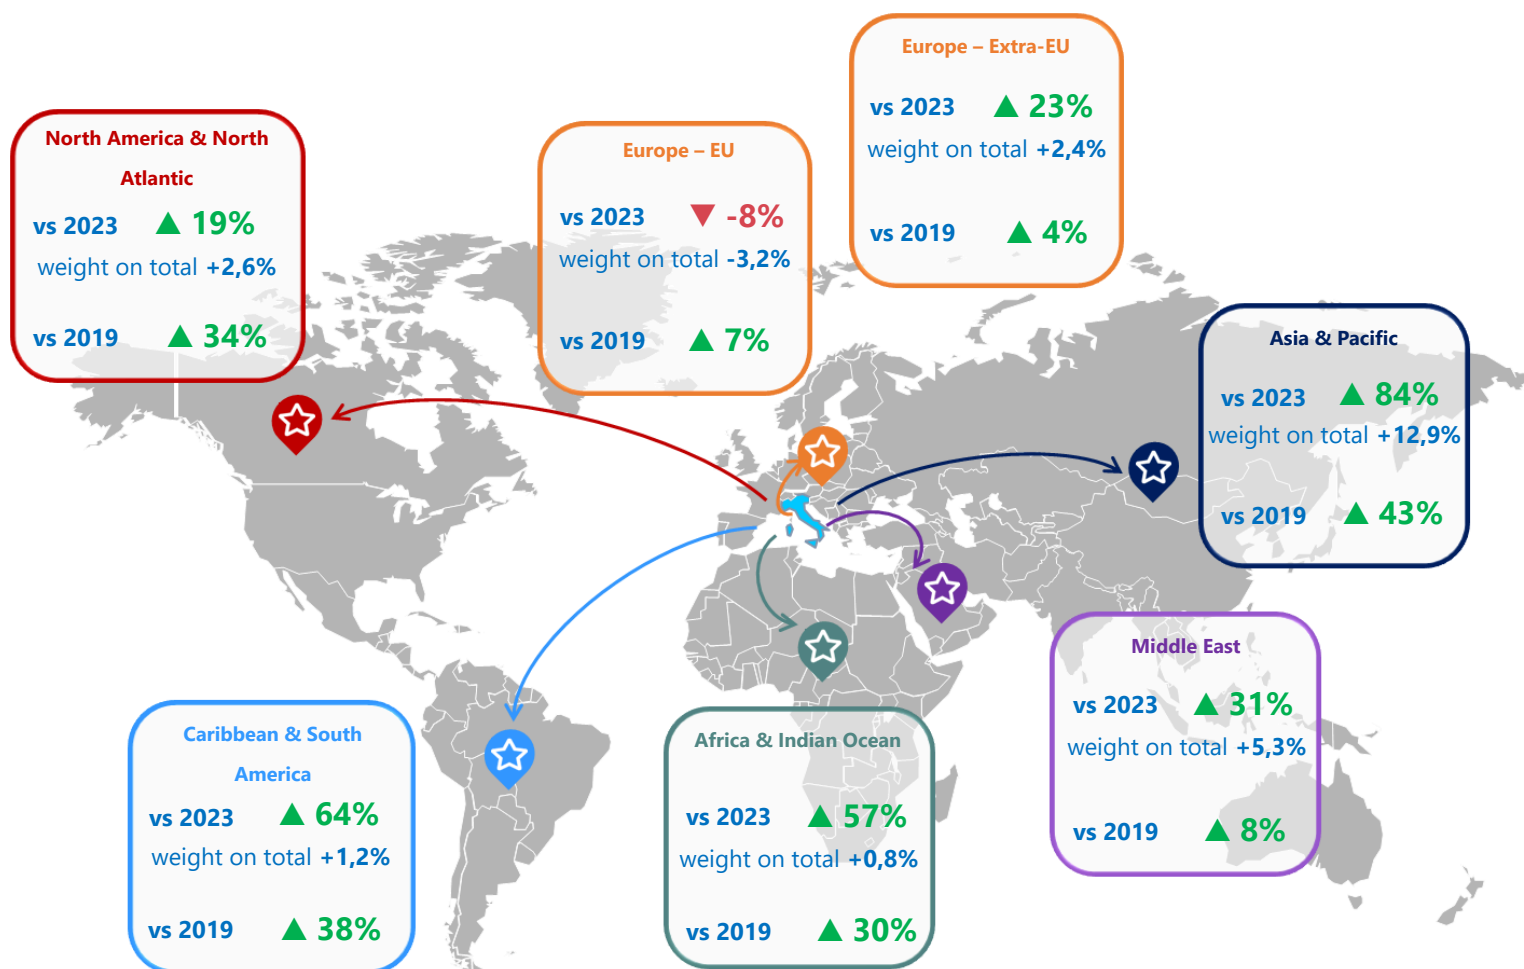 Europe – Extra-EU
vs 2023 ▲ 23%
weight on total +2,4%
vs 2019 ▲ 4%
North America & North
Atlantic
vs 2023 ▲ 19%
weight on total +2,6%
vs 2019 ▲ 34%
Europe – EU
vs 2023 ▼ -8%
weight on total -3,2%
vs 2019 ▲ 7%
Asia & Pacific
vs 2023 ▲ 84%
weight on total +12,9%
vs 2019 ▲ 43%
Middle East
vs 2023 ▲ 31%
weight on total +5,3%
vs 2019 ▲ 8%
Caribbean & South
America
vs 2023 ▲ 64%
weight on total +1,2%
vs 2019 ▲ 38%
Africa & Indian Ocean
vs 2023 ▲ 57%
weight on total +0,8%
vs 2019 ▲ 30%